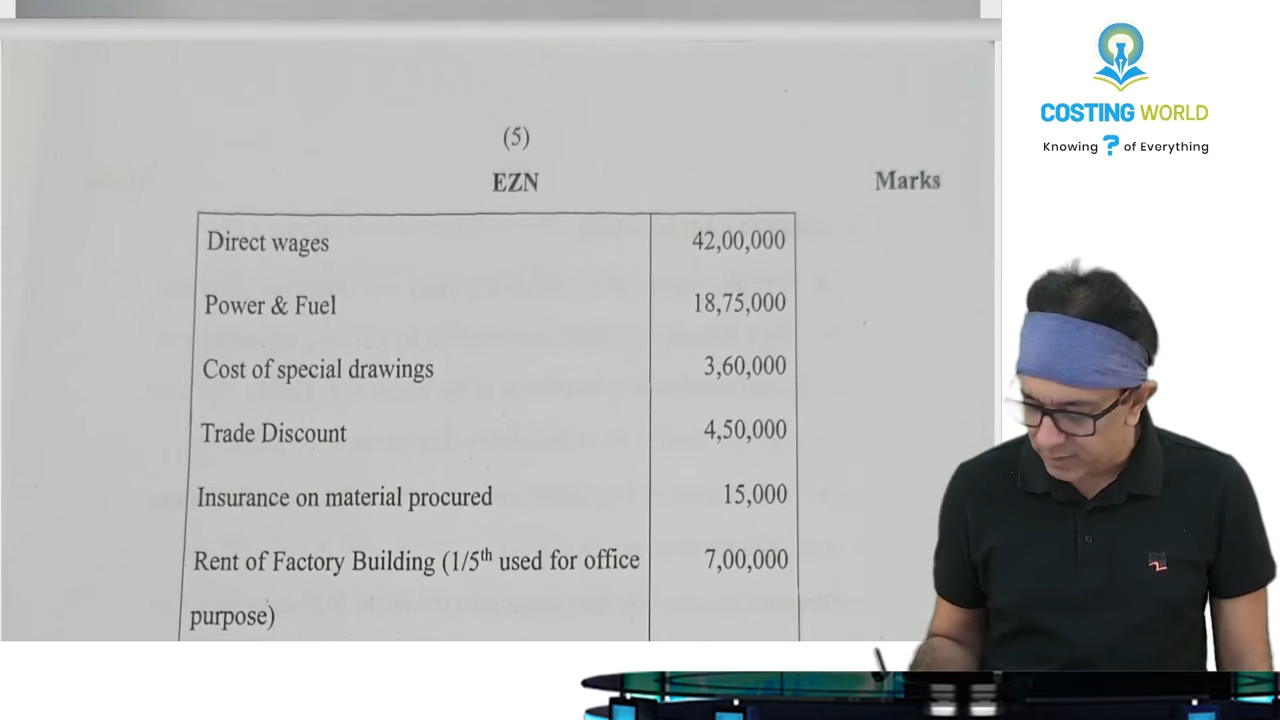 COSTING WORLD
Knowing ? of Everything
(5)
EZN
Marks
Direct wages 42,00,000
Power & Fuel 18,75,000
Cost of special drawings 3,60,000
Trade Discount 4,50,000
Insurance on material procured 15,000
Rent of Factory Building (1/5th used for office 7,00,000
purpose)